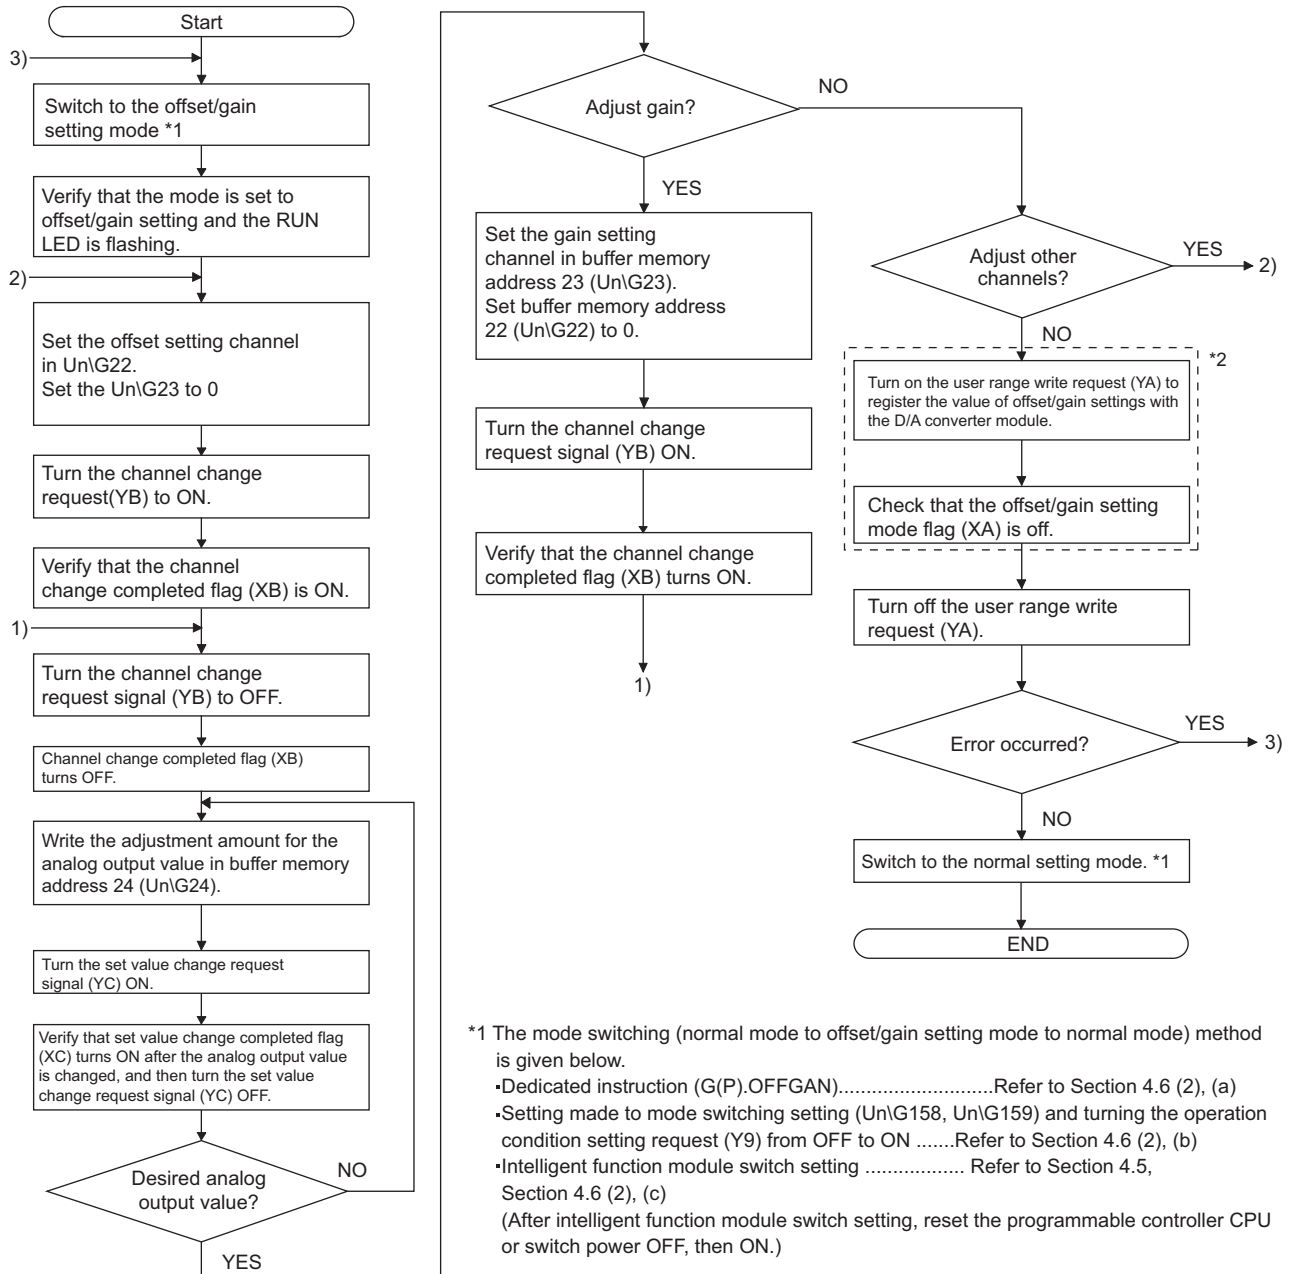 Start
3)
Switch to the offset/gain
setting mode *1
Verify that the mode is set to
offset/gain setting and the RUN
LED is flashing.
2)
Set the offset setting channel
in Un\G22.
Set the Un\G23 to 0
Turn the channel change
request(YB) to ON.
Verify that the channel
change completed flag (XB) is ON.
1)
Turn the channel change
request signal (YB) to OFF.
Channel change completed flag (XB)
turns OFF.
Write the adjustment amount for the
analog output value in buffer memory
address 24 (Un\G24).
Turn the set value change request
signal (YC) ON.
Verify that set value change completed flag
(XC) turns ON after the analog output value
is changed, and then turn the set value
change request signal (YC) OFF.
Desired analog
output value?
NO
YES
Adjust gain?
NO
YES
Set the gain setting
channel in buffer memory
address 23 (Un\G23).
Set buffer memory address
22 (Un\G22) to 0.
Turn the channel change
request signal (YB) ON.
Verify that the channel change
completed flag (XB) turns ON.
1)
Adjust other
channels?
YES
2)
NO
*2
Turn on the user range write request (YA) to
register the value of offset/gain settings with
the D/A converter module.
Check that the offset/gain setting
mode flag (XA) is off.
Turn off the user range write
request (YA).
Error occurred?
YES
3)
NO
Switch to the normal setting mode. *1
END
*1 The mode switching (normal mode to offset/gain setting mode to normal mode) method
is given below.
▪Dedicated instruction (G(P).OFFGAN)...........................Refer to Section 4.6 (2), (a)
▪Setting made to mode switching setting (Un\G158, Un\G159) and turning the operation
condition setting request (Y9) from OFF to ON .......Refer to Section 4.6 (2), (b)
▪Intelligent function module switch setting .................. Refer to Section 4.5,
Section 4.6 (2), (c)
(After intelligent function module switch setting, reset the programmable controller CPU
or switch power OFF, then ON.)